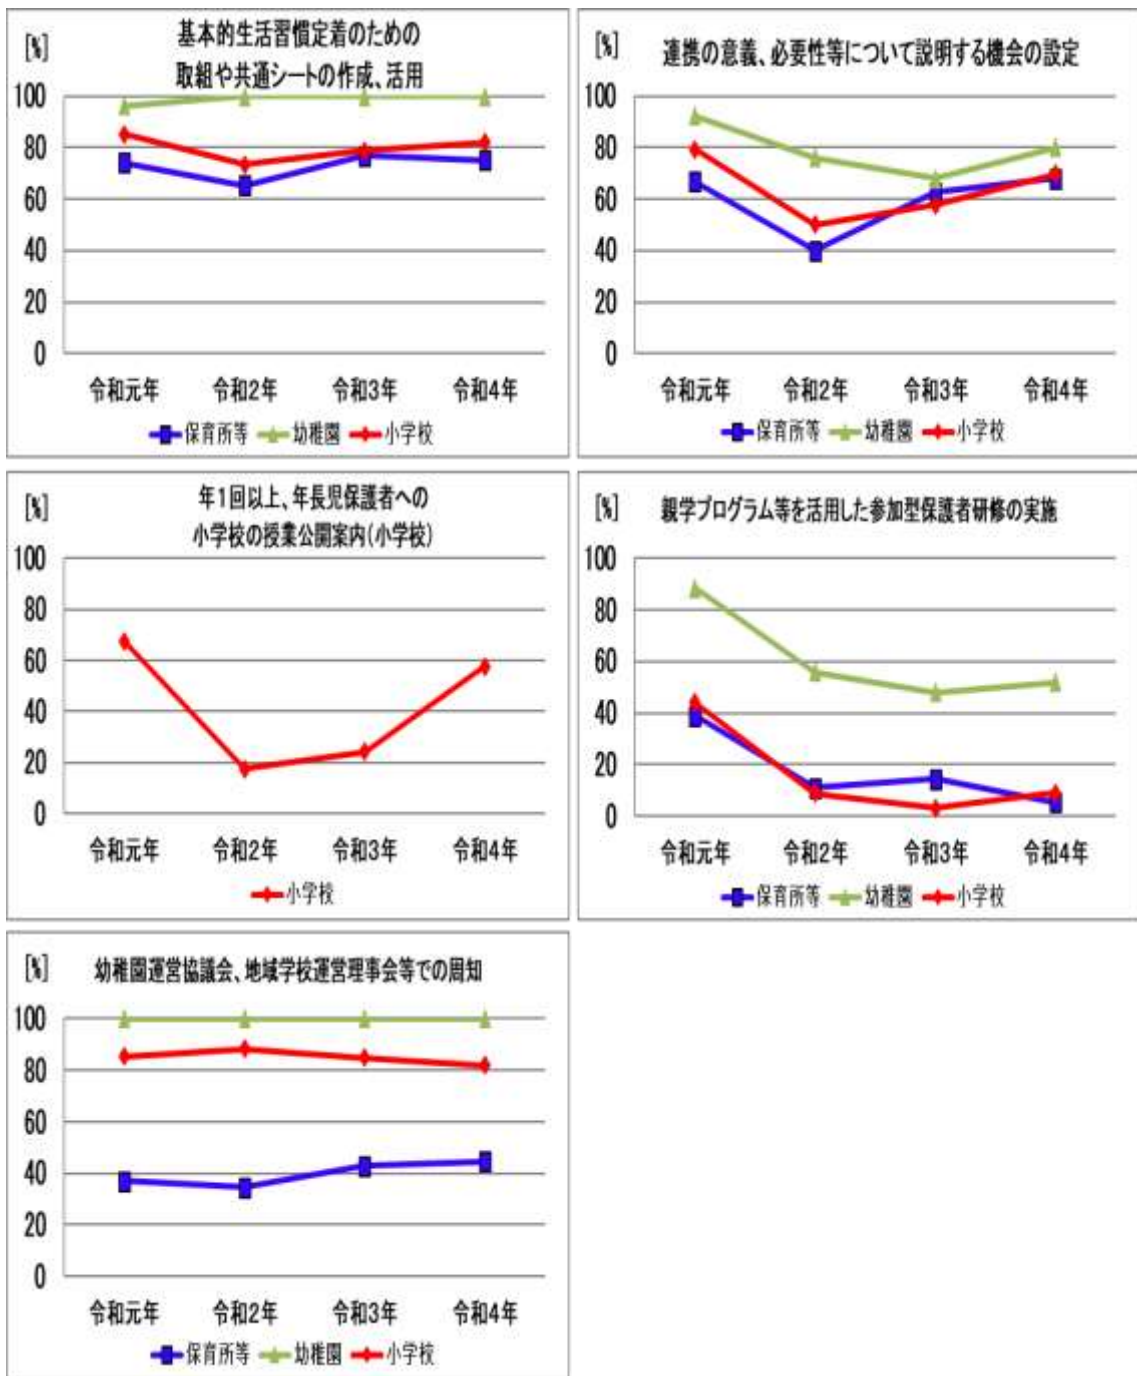 [%]
基本的生活習慣定着のための
取組や共通シートの作成、活用
100
80
60
40
20
0
令和元年 令和2年 令和3年 令和4年
保育所等 幼稚園 小学校
[%]
連携の意義、必要性等について説明する機会の設定
100
80
60
40
20
0
令和元年 令和2年 令和3年 令和4年
保育所等 幼稚園 小学校
[%]
年1回以上、年長児保護者への
小学校の授業公開案内(小学校)
100
80
60
40
20
0
令和元年 令和2年 令和3年 令和4年
小学校
[%]
親学プログラム等を活用した参加型保護者研修の実施
100
80
60
40
20
0
令和元年 令和2年 令和3年 令和4年
保育所等 幼稚園 小学校
[%]
幼稚園運営協議会、地域学校運営理事会等での周知
100
80
60
40
20
0
令和元年 令和2年 令和3年 令和4年
保育所等 幼稚園 小学校